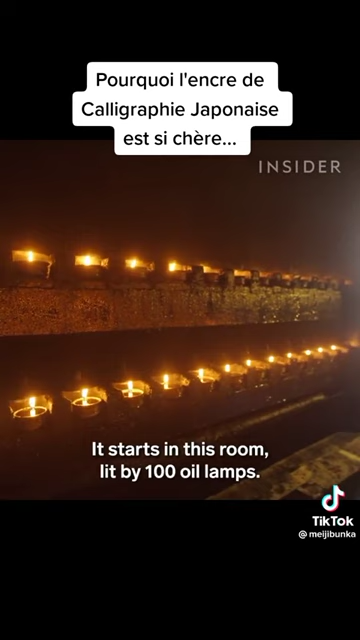 Pourquoi l'encre de
Calligraphie Japonaise
est si chère...
INSIDER
It starts in this room,
lit by 100 oil lamps.
TikTok
@ meijibunka